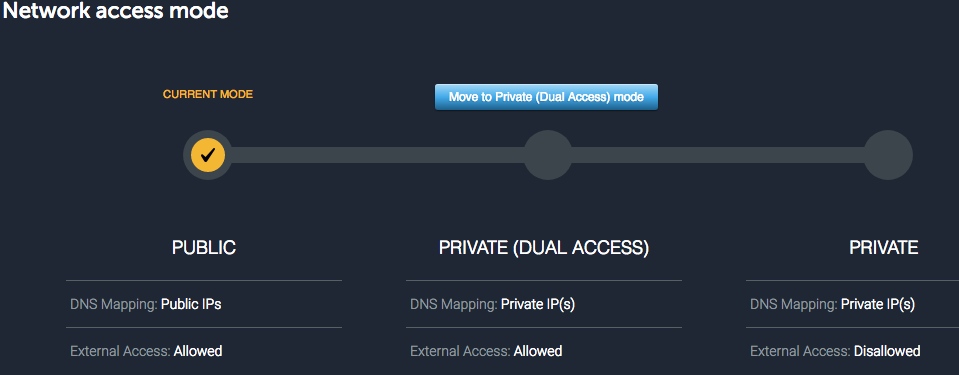 Network access mode
CURRENT MODE
Move to Private (Dual Access) mode
PUBLIC
PRIVATE (DUAL ACCESS)
PRIVATE
DNS Mapping: Public IPs
DNS Mapping: Private IP(s)
DNS Mapping: Private IP(s)
External Access: Allowed
External Access: Allowed
External Access: Disallowed